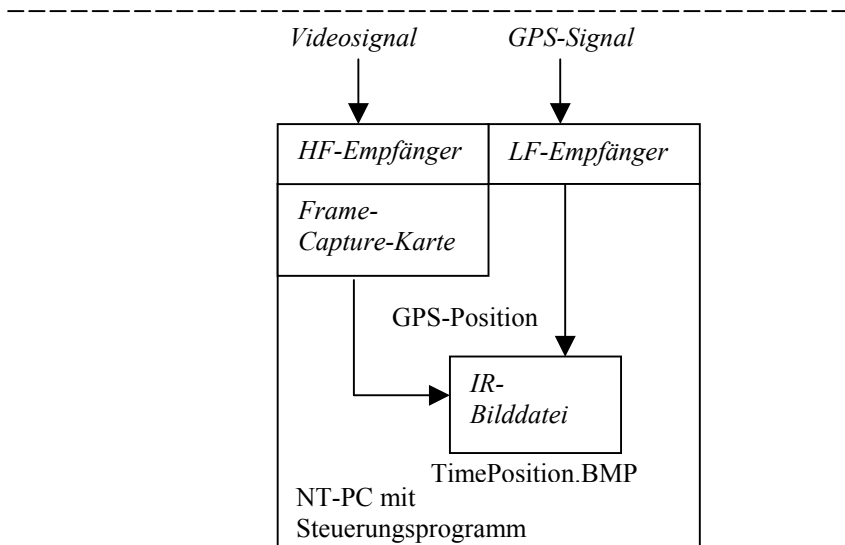 Videosignal GPS-Signal
HF-Empfänger LF-Empfänger
Frame-
Capture-Karte
GPS-Position
IR-
Bilddatei
TimePosition.BMP
NT-PC mit
Steuerungsprogramm